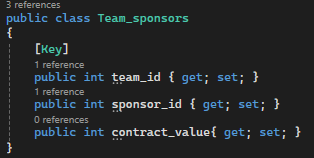 3 references
public class Team_sponsors
{
[Key]
1 reference
public int team_id { get; set; }
1 reference
public int sponsor_id { get; set; }
0 references
public int contract_value{ get; set; }
}